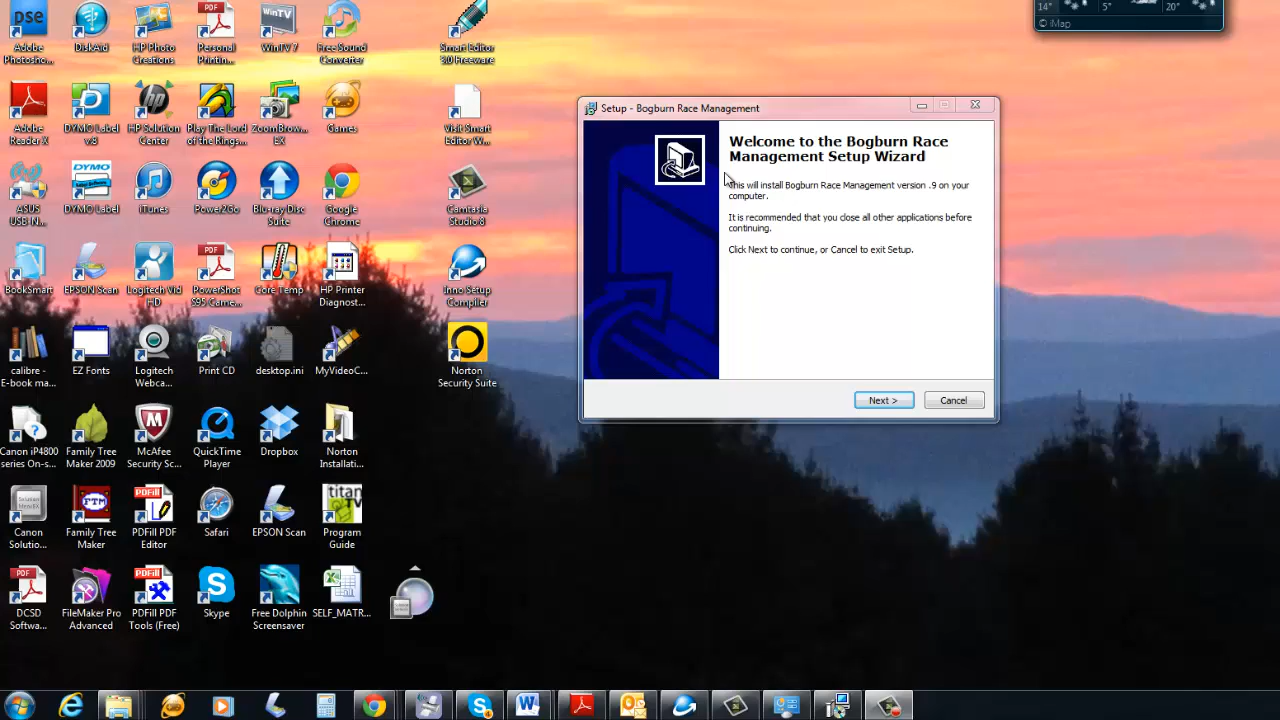 Adobe
Photosho...
DiskAid
HP Photo
Creations
Personal
Printin...
WinTV 7
Free Sound
Converter
Smart Editor
9.0 Freeware
14° 5° 20°
© iMap
Adobe
Reader X
DYMO Label
v.8
HP Solution
Center
Play The Lord
of the Rings...
ZoomBrow...
EX
Games
Visit Smart
Editor W...
ASUS
USB-N...
DYMO Label
iTunes
Power2Go
Blu-ray Disc
Suite
Google
Chrome
Camtasia
Studio 8
BookSmart
EPSON Scan
Logitech Vid
HD
PowerShot
S95 Came...
Core Temp
HP Printer
Diagnost...
Inno Setup
Compiler
calibre -
E-book ma...
EZ Fonts
Logitech
Webca...
Print CD
desktop.ini
MyVideoC...
Norton
Security Suite
Canon iP4800
series On-s...
Family Tree
Maker 2009
McAfee
Security Sc...
QuickTime
Player
Dropbox
Norton
Installati...
Canon
Solutio...
Family Tree
Maker
PDFill PDF
Editor
Safari
EPSON Scan
Program
Guide
DCSD
Softwa...
FileMaker Pro
Advanced
PDFill PDF
Tools (Free)
Skype
Free Dolphin
Screensaver
SELF_MATR...
Setup - Bogburn Race Management
Welcome to the Bogburn Race
Management Setup Wizard
This will install Bogburn Race Management version .9 on your
computer.
It is recommended that you close all other applications before
continuing.
Click Next to continue, or Cancel to exit Setup.
Next >
Cancel